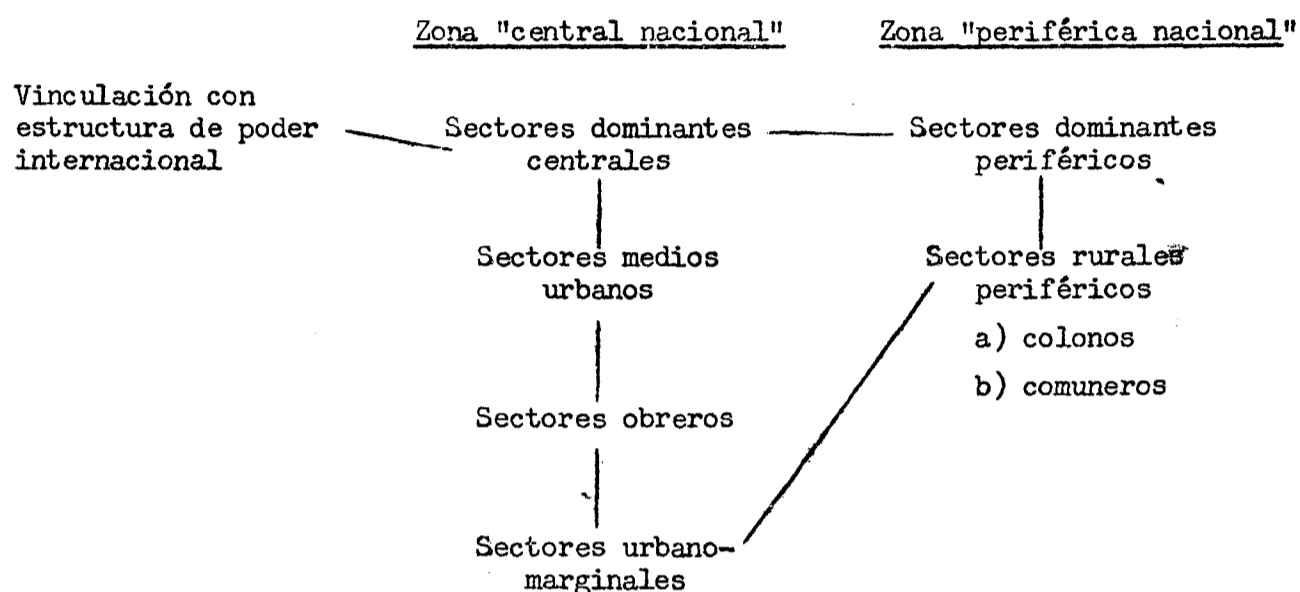 Zona "central nacional"
Zona "periférica nacional"
Vinculación con
estructura de poder
internacional
Sectores dominantes
centrales
Sectores dominantes
periféricos
Sectores medios
urbanos
Sectores rurales
periféricos
a) colonos
b) comuneros
Sectores obreros
Sectores urbano-
marginales